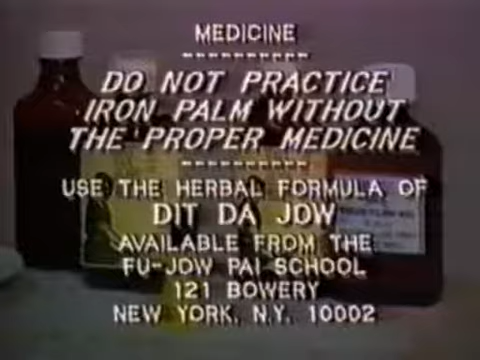 MEDICINE
----------
DO NOT PRACTICE
IRON PALM WITHOUT
THE PROPER MEDICINE
----------
USE THE HERBAL FORMULA OF
DIT DA JOW
AVAILABLE FROM THE
FU-JOW PAI SCHOOL
121 BOWERY
NEW YORK, N.Y. 10002